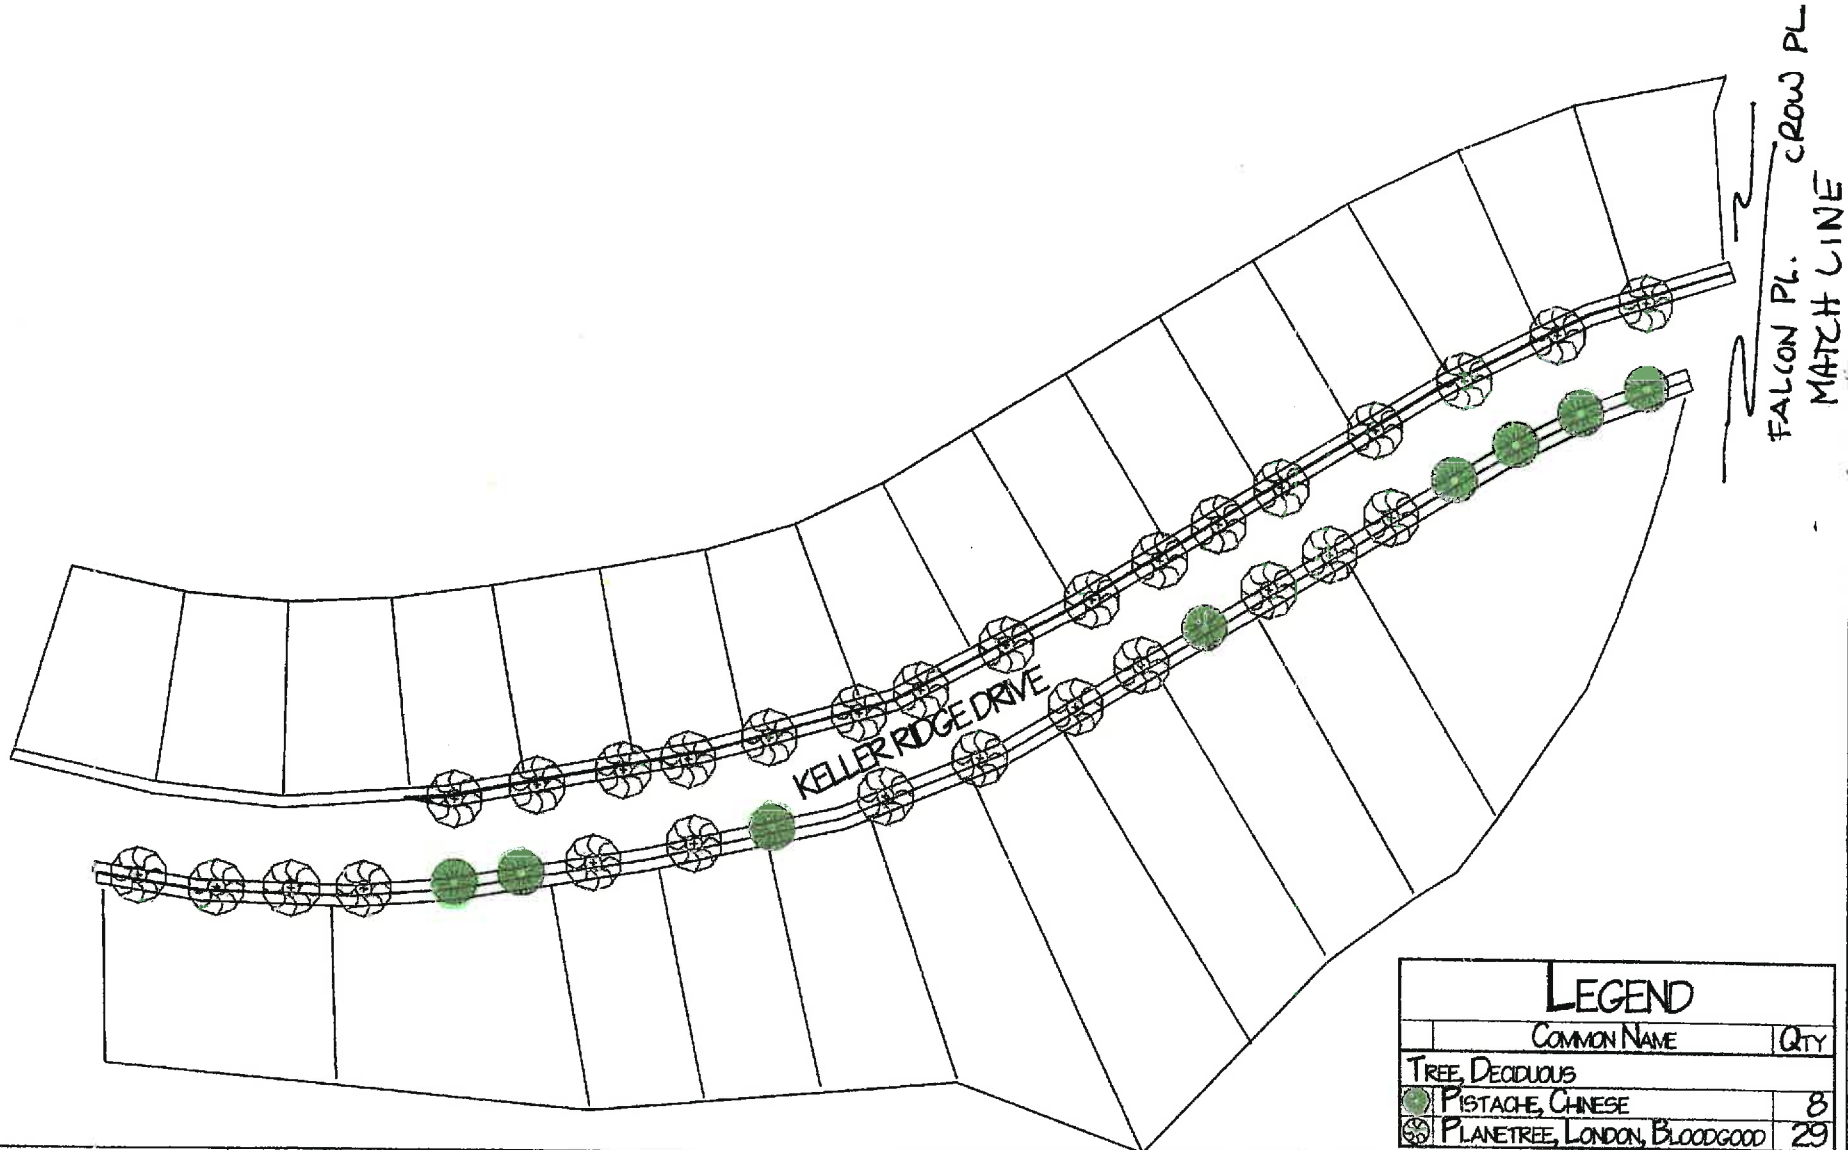 CROW PL
FALCON PL.
MATCH LINE
KELLER RIDGE DRIVE
LEGEND
COMMON NAME QTY
TREE, DECIDUOUS
PISTACHE, CHINESE 8
PLANETREE, LONDON, BLOODGOOD 29